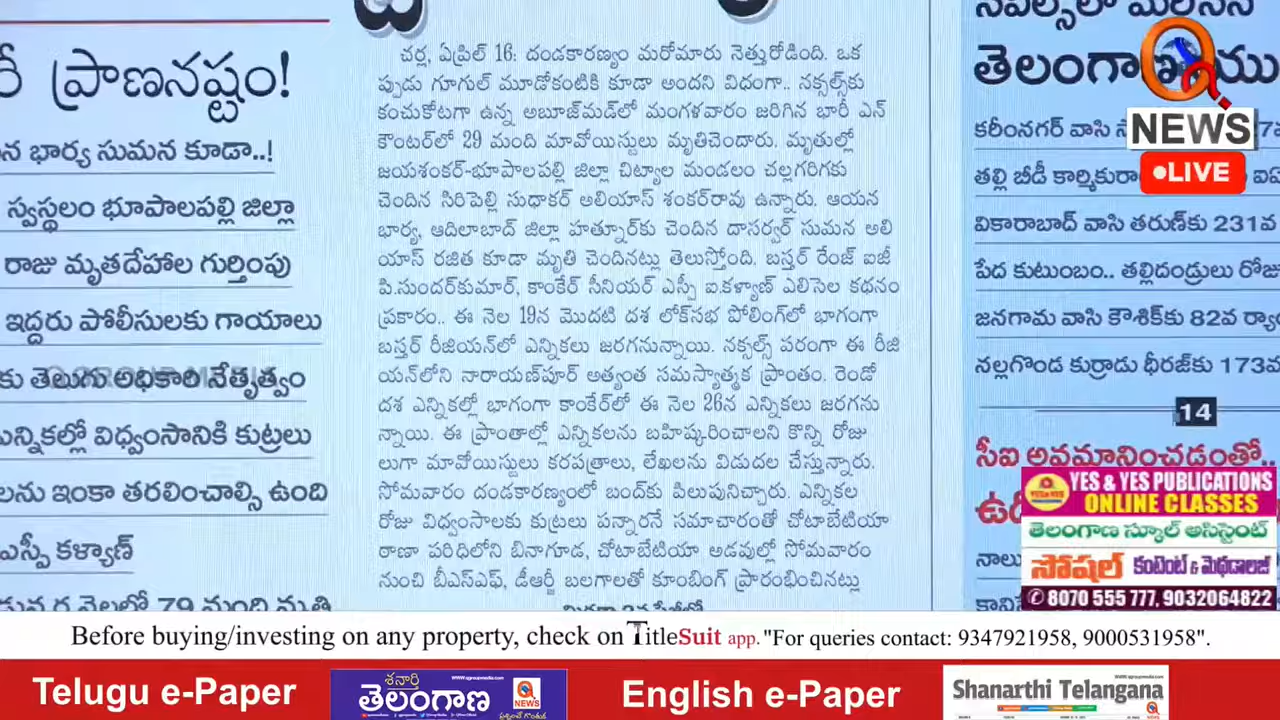 ప్రాణనష్టం!
న భార్య సుమన కూడా..!
స్వస్థలం భూపాలపల్లి జిల్లా
రాజు మృతదేహాల గుర్తింపు
ఇద్దరు పోలీసులకు గాయాలు
కు తెలుగు అధికారి నేతృత్వం
ఎన్నికల్లో విధ్వంసానికి కుట్రలు
లను ఇంకా తరలించాల్సి ఉంది
ఎస్పీ కళ్యాణ్
79 మంది మృతి
చర్ల, ఏప్రిల్ 16: దండకారణ్యం మరోమారు నెత్తురోడింది. ఒక
ప్పుడు గూగుల్ మూడోకంటికి కూడా అందని విధంగా.. నక్సల్స్‌కు
కంచుకోటగా ఉన్న అబూజ్‌మడ్‌లో మంగళవారం జరిగిన భారీ ఎన్
కౌంటర్‌లో 29 మంది మావోయిస్టులు మృతిచెందారు. మృతుల్లో
జయశంకర్-భూపాలపల్లి జిల్లా చిట్యాల మండలం చల్లగరిగకు
చెందిన సిరిపెల్లి సుధాకర్ అలియాస్ శంకర్‌రావు ఉన్నారు. ఆయన
భార్య, ఆదిలాబాద్ జిల్లా హత్నూర్‌కు చెందిన దాసర్వర్ సుమన అలి
యాస్ రజిత కూడా మృతి చెందినట్లు తెలుస్తోంది. బస్తర్ రేంజ్ ఐజీ
పి.సుందర్‌కుమార్, కాంకేర్ సీనియర్ ఎస్పీ ఐ.కళ్యాణ్ ఎలిసెల కథనం
ప్రకారం.. ఈ నెల 19న మొదటి దశ లోక్‌సభ పోలింగ్‌లో భాగంగా
బస్తర్ రీజియన్‌లో ఎన్నికలు జరగనున్నాయి. నక్సల్స్ పరంగా ఈ రీజి
యన్‌లోని నారాయణ్‌పూర్ అత్యంత సమస్యాత్మక ప్రాంతం. రెండో
దశ ఎన్నికల్లో భాగంగా కాంకేర్‌లో ఈ నెల 26న ఎన్నికలు జరగను
న్నాయి. ఈ ప్రాంతాల్లో ఎన్నికలను బహిష్కరించాలని కొన్ని రోజు
లుగా మావోయిస్టులు కరపత్రాలు, లేఖలను విడుదల చేస్తున్నారు.
సోమవారం దండకారణ్యంలో బంద్‌కు పిలుపునిచ్చారు. ఎన్నికల
రోజు విధ్వంసాలకు కుట్రలు పన్నారనే సమాచారంతో చోటాబేటియా
ఠాణా పరిధిలోని బినాగూడ, చోటాబేటియా అడవుల్లో సోమవారం
నుంచి బీఎస్ఎఫ్, డీఆర్జీ బలగాలతో కూంబింగ్ ప్రారంభించినట్లు
తెలంగాణ
కరీంనగర్ వాసి
తల్లి బీడీ కార్మికురా
వికారాబాద్ వాసి తరుణ్‌కు 231వ
పేద కుటుంబం.. తల్లిదండ్రులు రోజు
జనగామ వాసి కౌశిక్‌కు 82వ ర్యా
నల్లగొండ కుర్రాడు ధీరజ్‌కు 173వ
14
సీఐ అవమానించడంతో..
NEWS
LIVE
YES & YES PUBLICATIONS
ONLINE CLASSES
తెలంగాణ స్కూల్ అసిస్టెంట్
సోషల్ కంటెంట్ & మెథడాలజీ
8070 555 777, 9032064822
Before buying/investing on any property, check on TitleSuit app. "For queries contact: 9347921958, 9000531958".
Telugu e-Paper
శనార్తి
తెలంగాణ
NEWS
English e-Paper
Shanarthi Telangana